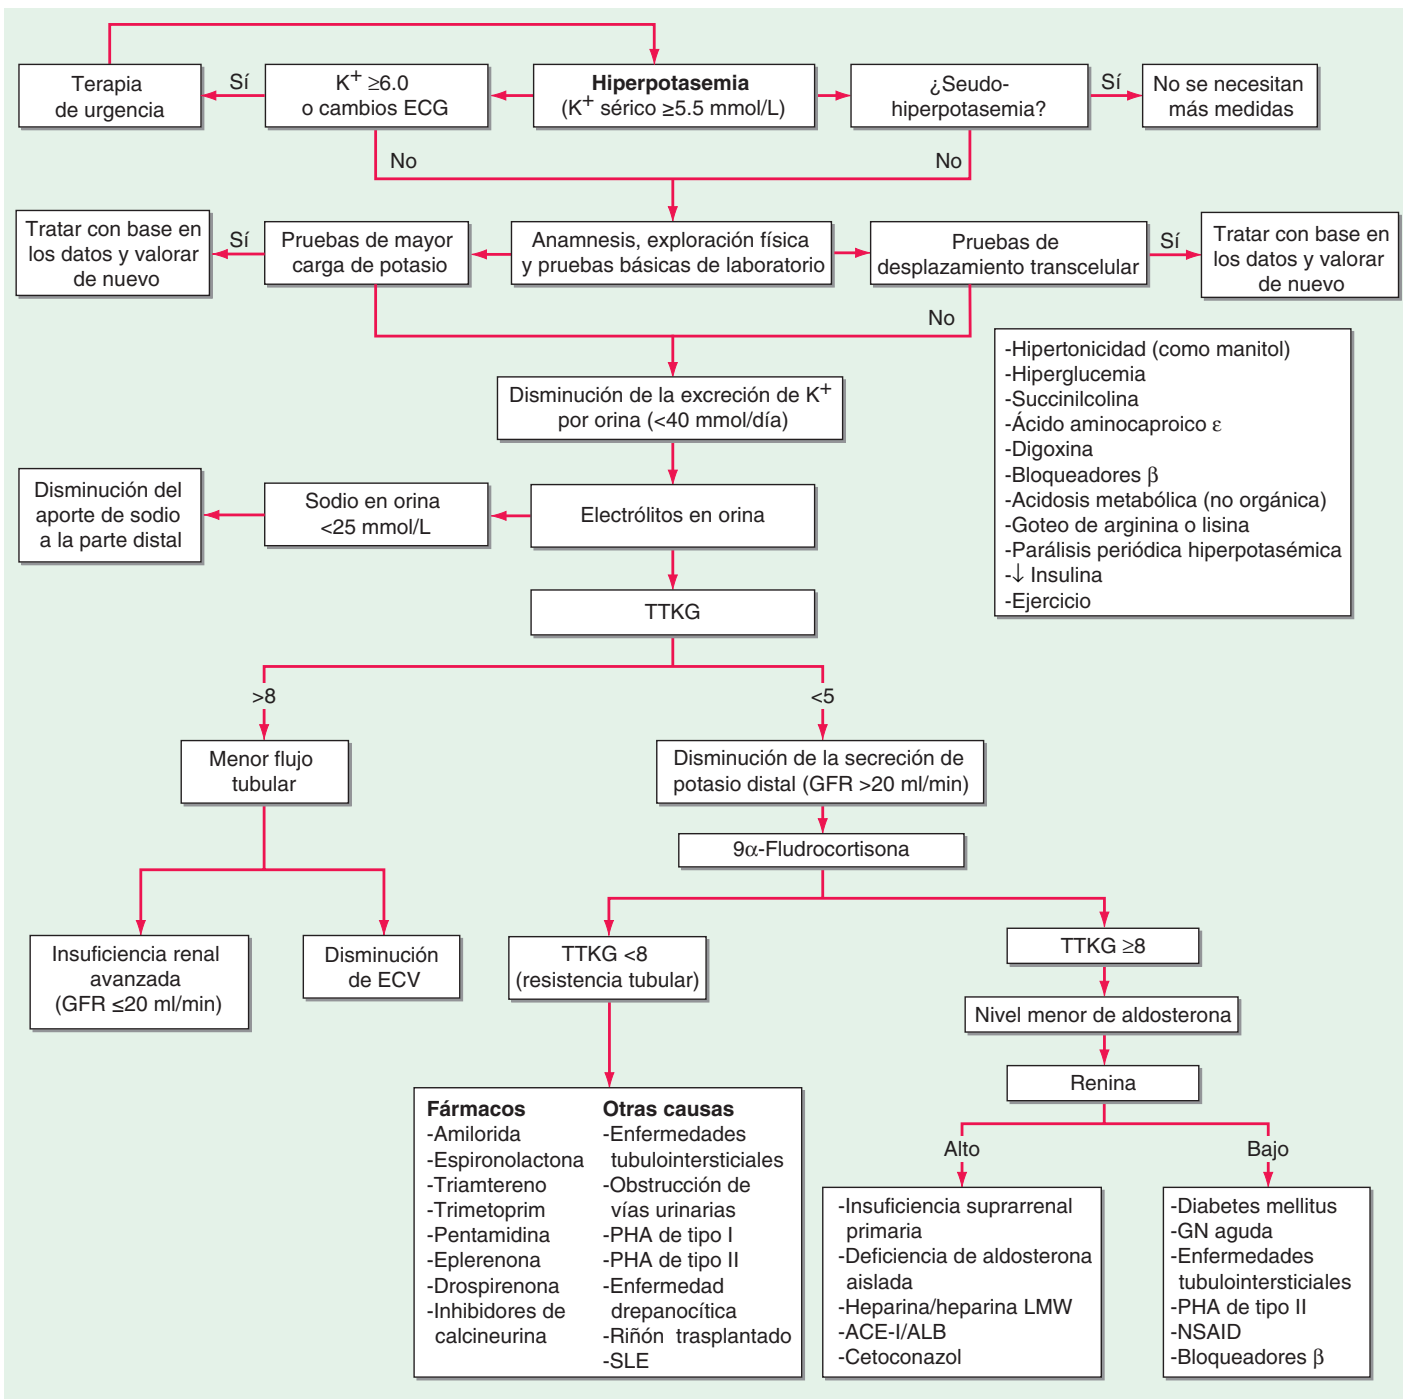 Terapia
de urgencia
Sí
K+ ≥6.0
o cambios ECG
Hiperpotasemia
(K+ sérico ≥5.5 mmol/L)
¿Seudo-
hiperpotasemia?
Sí
No se necesitan
más medidas
No
No
Tratar con base en
los datos y valorar
de nuevo
Sí
Pruebas de mayor
carga de potasio
Anamnesis, exploración física
y pruebas básicas de laboratorio
Pruebas de
desplazamiento transcelular
Sí
Tratar con base en
los datos y valorar
de nuevo
No
-Hipertonicidad (como manitol)
-Hiperglucemia
-Succinilcolina
-Ácido aminocaproico ε
-Digoxina
-Bloqueadores β
-Acidosis metabólica (no orgánica)
-Goteo de arginina o lisina
-Parálisis periódica hiperpotasémica
-↓ Insulina
-Ejercicio
Disminución de la excreción de K+
por orina (<40 mmol/día)
Disminución del
aporte de sodio
a la parte distal
Sodio en orina
<25 mmol/L
Electrólitos en orina
TTKG
>8
<5
Menor flujo
tubular
Disminución de la secreción de
potasio distal (GFR >20 ml/min)
9α-Fludrocortisona
Insuficiencia renal
avanzada
(GFR ≤20 ml/min)
Disminución
de ECV
TTKG <8
(resistencia tubular)
TTKG ≥8
Nivel menor de aldosterona
Renina
Alto
Bajo
Fármacos
-Amilorida
-Espironolactona
-Triamtereno
-Trimetoprim
-Pentamidina
-Eplerenona
-Drospirenona
-Inhibidores de
calcineurina
Otras causas
-Enfermedades
tubulointersticiales
-Obstrucción de
vías urinarias
-PHA de tipo I
-PHA de tipo II
-Enfermedad
drepanocítica
-Riñón trasplantado
-SLE
-Insuficiencia suprarrenal
primaria
-Deficiencia de aldosterona
aislada
-Heparina/heparina LMW
-ACE-I/ALB
-Cetoconazol
-Diabetes mellitus
-GN aguda
-Enfermedades
tubulointersticiales
-PHA de tipo II
-NSAID
-Bloqueadores β